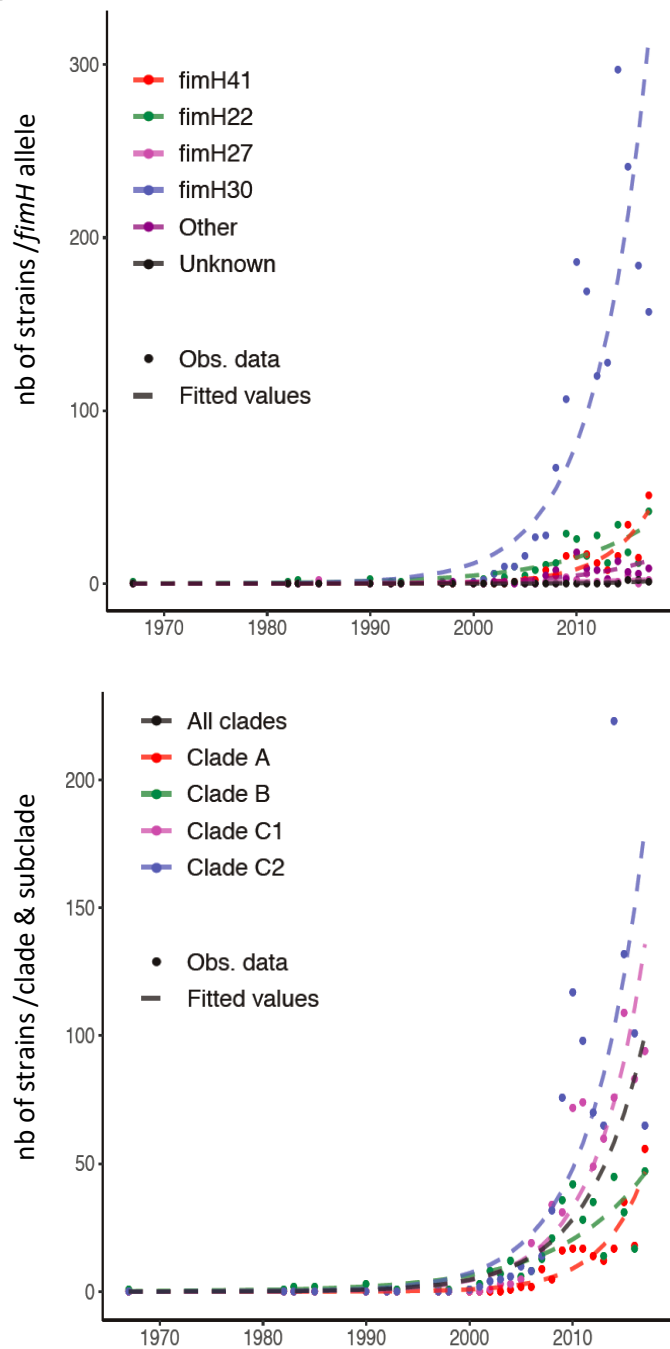 nb of strains /fimH allele
300
200
100
0
fimH41
fimH22
fimH27
fimH30
Other
Unknown
Obs. data
Fitted values
1970 1980 1990 2000 2010
nb of strains /clade & subclade
200
150
100
50
0
All clades
Clade A
Clade B
Clade C1
Clade C2
Obs. data
Fitted values
1970 1980 1990 2000 2010